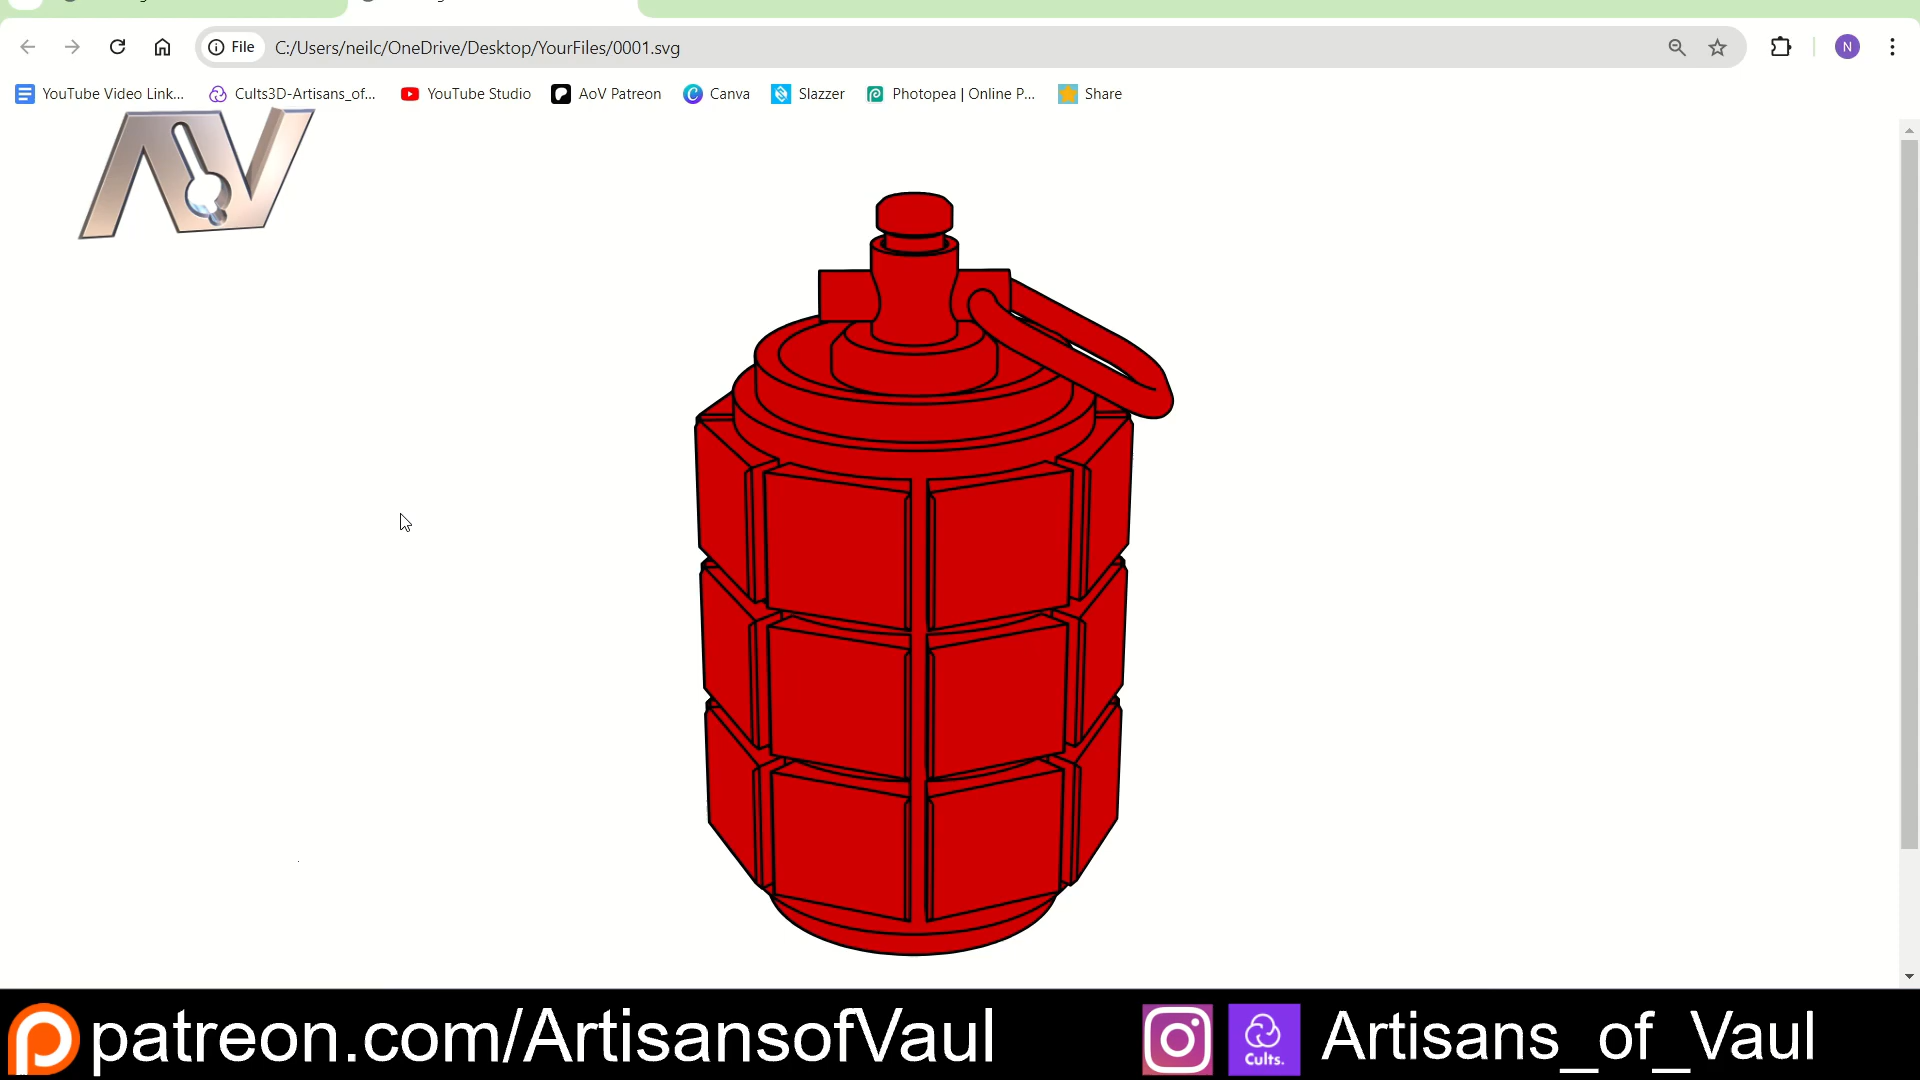 File C:/Users/neilc/OneDrive/Desktop/YourFiles/0001.svg N
YouTube Video Link... Cults3D-Artisans_of... YouTube Studio AoV Patreon Canva Slazzer Photopea | Online P... Share
AV
patreon.com/ArtisansofVaul Cults. Artisans_of_Vaul